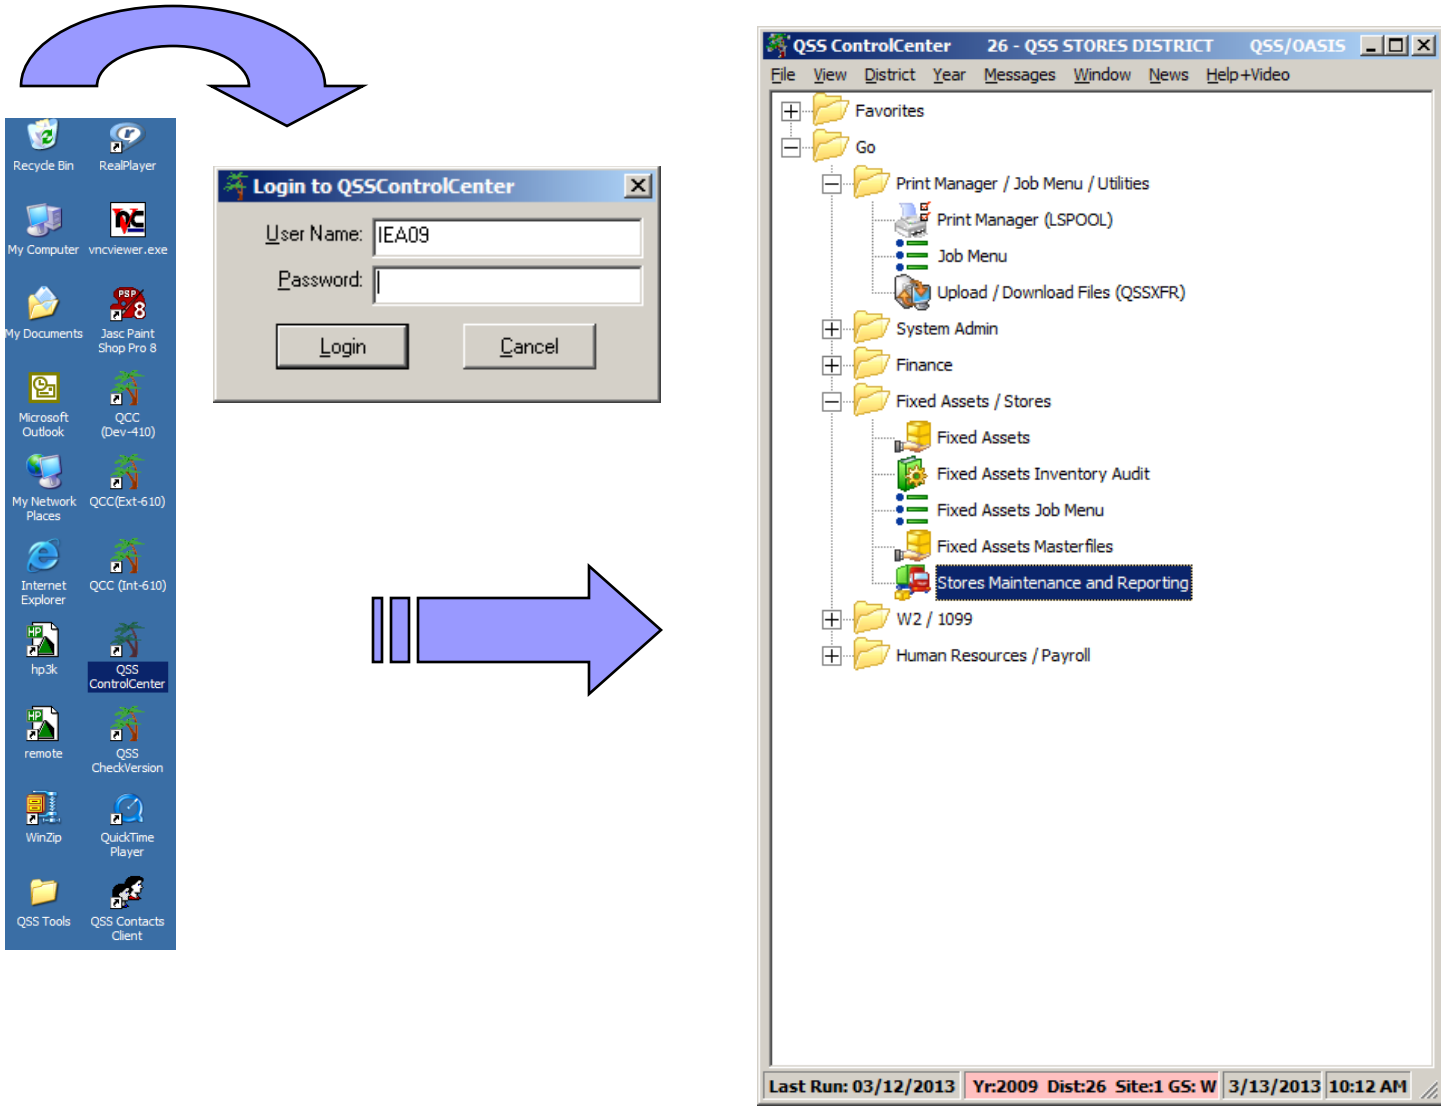 Recycle Bin
RealPlayer
My Computer
vncviewer.exe
My Documents
PSP
8
Jasc Paint
Shop Pro 8
Microsoft
Outlook
QCC
(Dev-410)
My Network
Places
QCC(Ext-610)
Internet
Explorer
QCC (Int-610)
HP
hp3k
QSS
ControlCenter
HP
remote
QSS
CheckVersion
WinZip
QuickTime
Player
QSS Tools
QSS Contacts
Client
Login to QSSControlCenter
User Name: IEA09
Password:
Login Cancel
QSS ControlCenter 26 - QSS STORES DISTRICT QSS/OASIS
File View District Year Messages Window News Help+Video
Favorites
Go
Print Manager / Job Menu / Utilities
Print Manager (LSPOOL)
Job Menu
Upload / Download Files (QSSXFR)
System Admin
Finance
Fixed Assets / Stores
Fixed Assets
Fixed Assets Inventory Audit
Fixed Assets Job Menu
Fixed Assets Masterfiles
Stores Maintenance and Reporting
W2 / 1099
Human Resources / Payroll
Last Run: 03/12/2013 Yr:2009 Dist:26 Site:1 GS: W 3/13/2013 10:12 AM